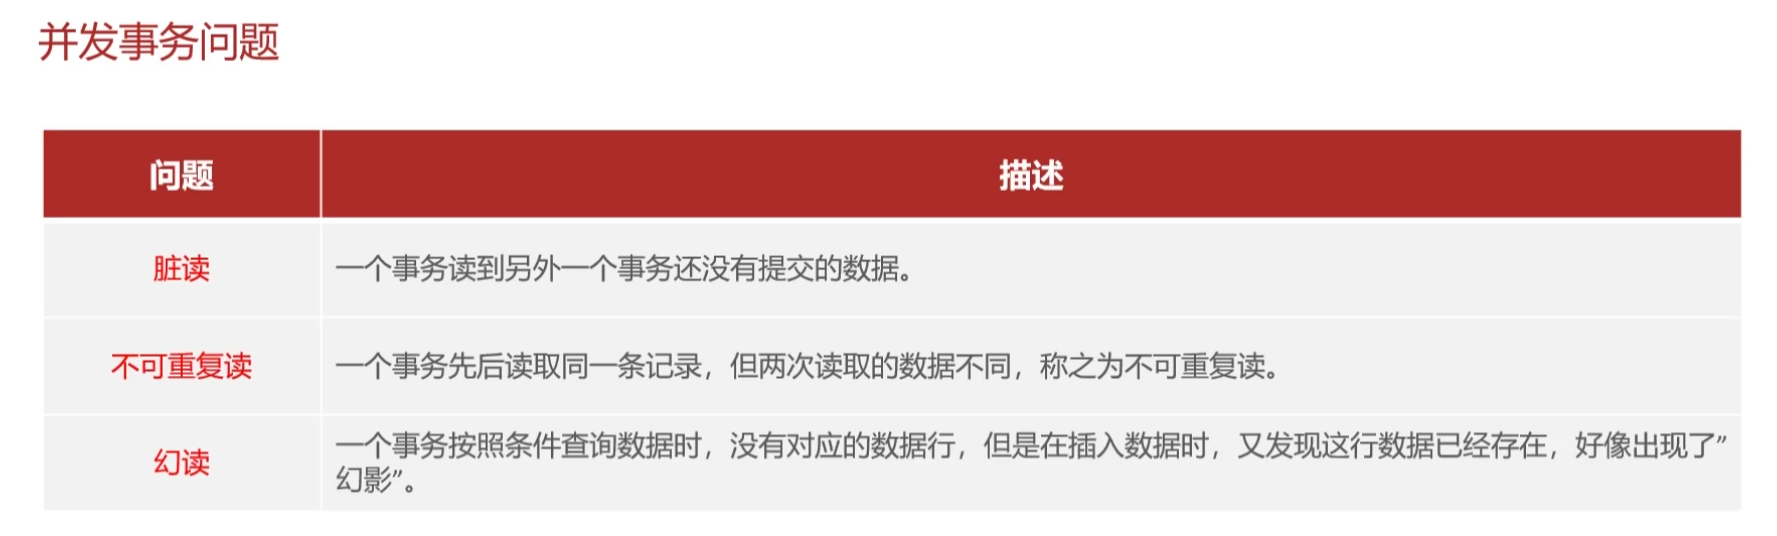 并发事务问题
问题
描述
脏读
一个事务读到另外一个事务还没有提交的数据。
不可重复读
一个事务先后读取同一条记录，但两次读取的数据不同，称之为不可重复读。
幻读
一个事务按照条件查询数据时，没有对应的数据行，但是在插入数据时，又发现这行数据已经存在，好像出现了”
幻影”。